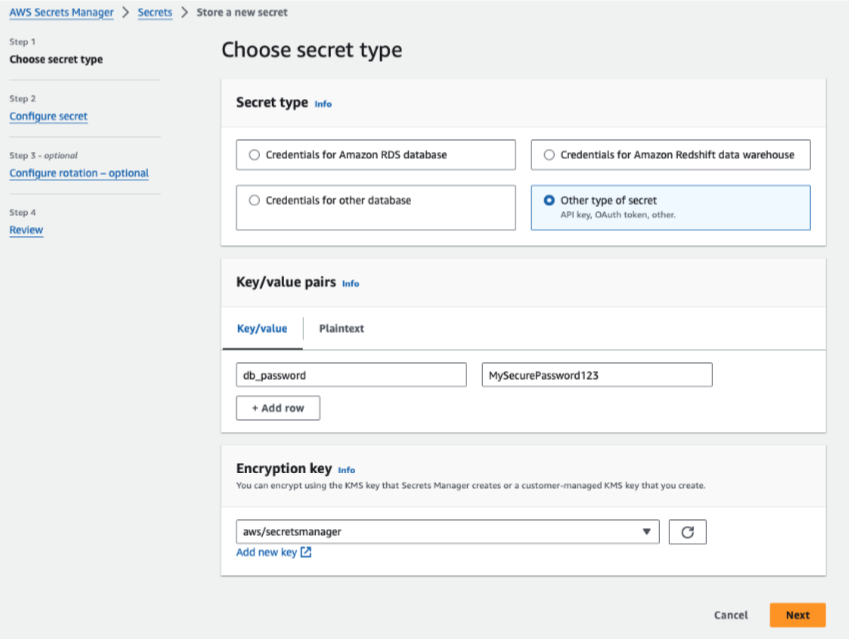 AWS Secrets Manager > Secrets > Store a new secret
Step 1
Choose secret type
Step 2
Configure secret
Step 3 - optional
Configure rotation – optional
Step 4
Review
Choose secret type
Secret type Info
Credentials for Amazon RDS database
Credentials for Amazon Redshift data warehouse
Credentials for other database
Other type of secret
API key, OAuth token, other.
Key/value pairs Info
Key/value Plaintext
db_password MySecurePassword123
+ Add row
Encryption key Info
You can encrypt using the KMS key that Secrets Manager creates or a customer-managed KMS key that you create.
aws/secretsmanager
Add new key
Cancel Next